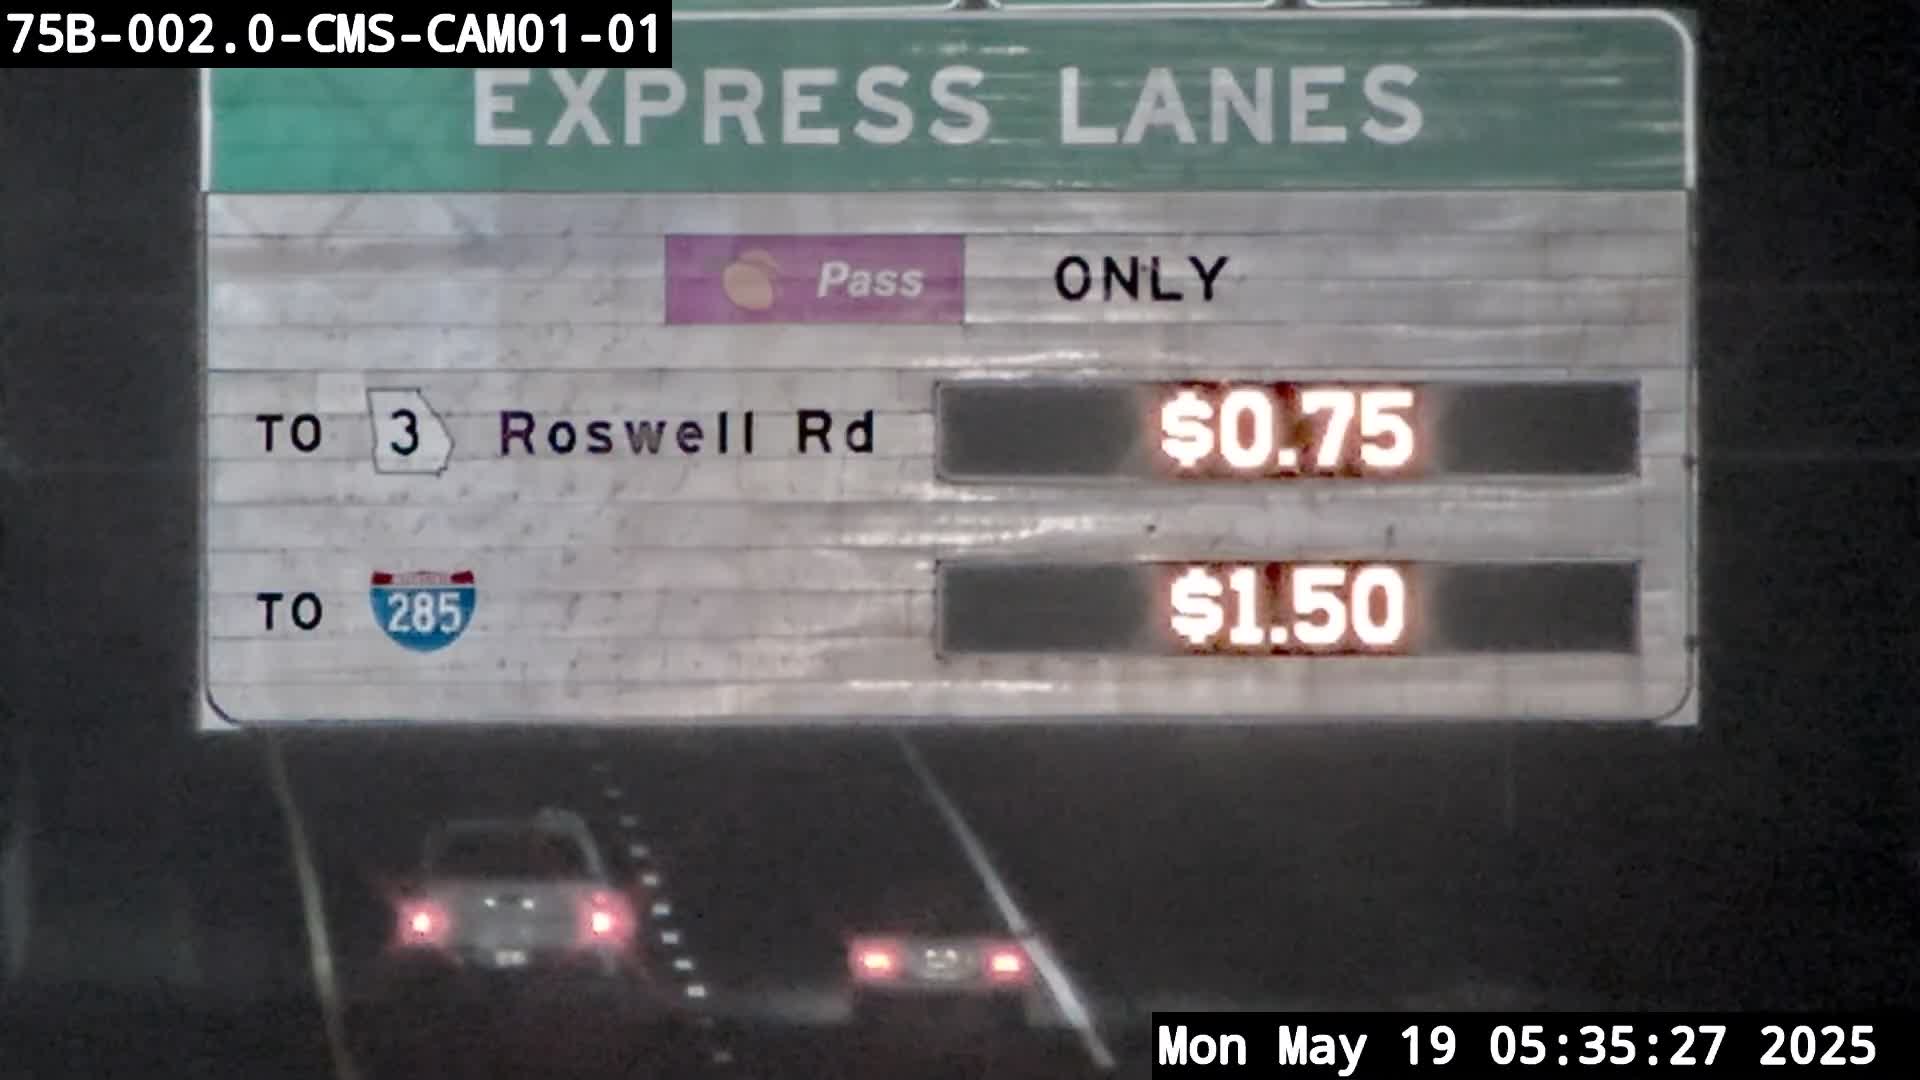 75B-002.0-CMS-CAM01-01
EXPRESS LANES
Pass ONLY
TO 3 Roswell Rd $0.75
TO 285 $1.50
Mon May 19 05:35:27 2025